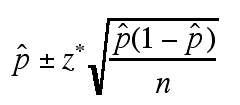 p̂ ± z* √(p̂(1 − p̂) / n)